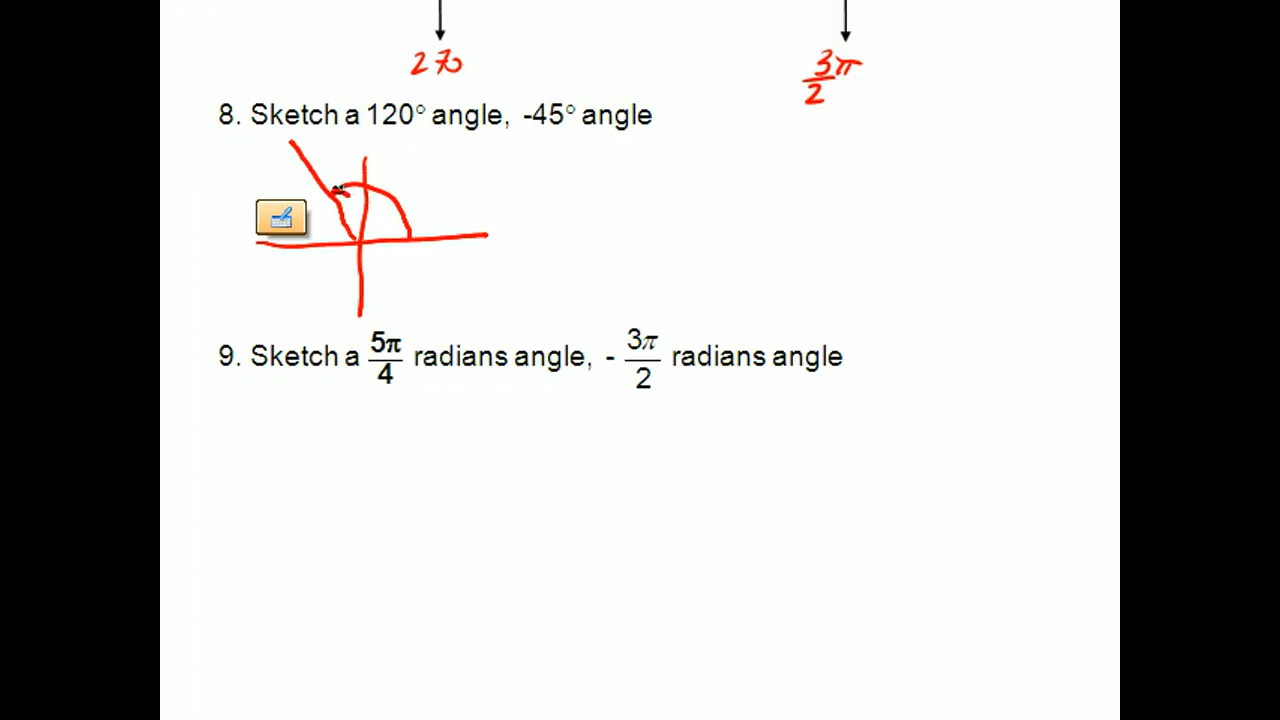 270 3π/2
8. Sketch a 120° angle, -45° angle
9. Sketch a 5π/4 radians angle, - 3π/2 radians angle